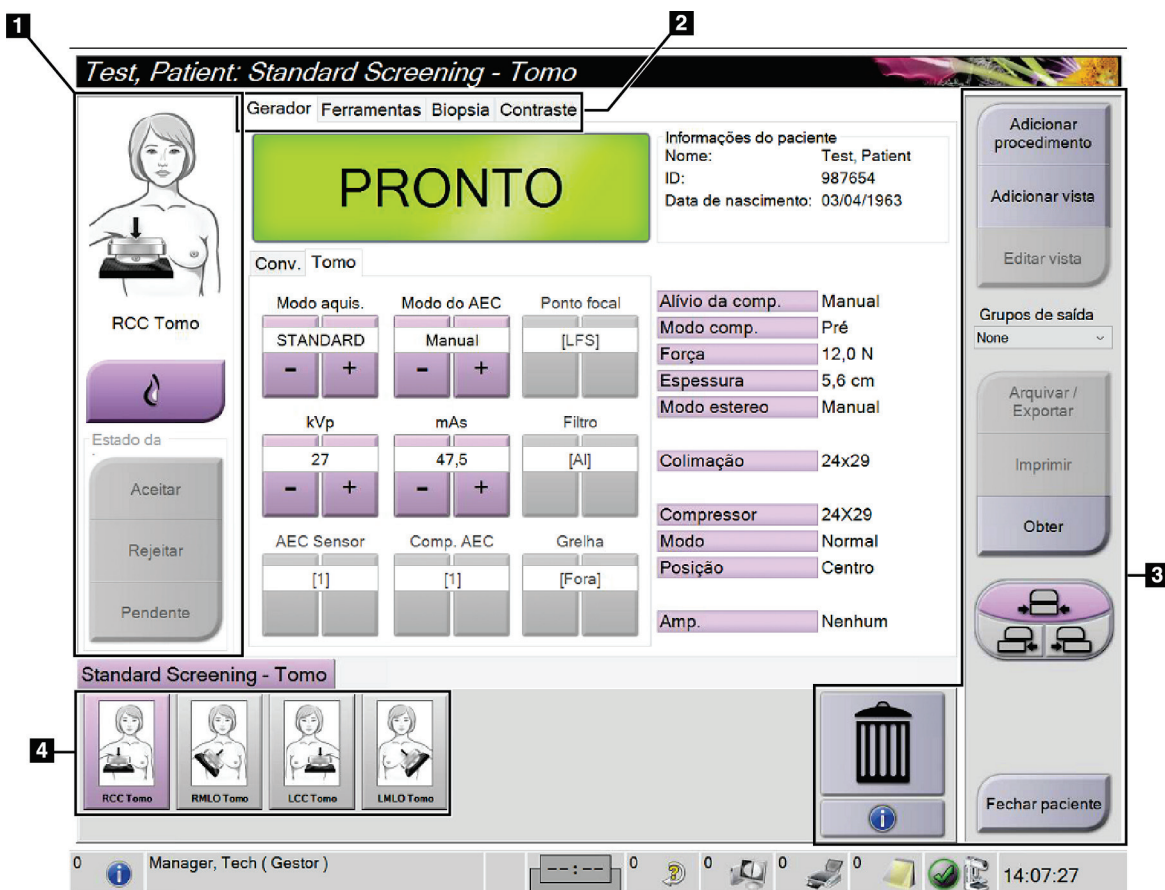 1
2
Test, Patient: Standard Screening - Tomo
Gerador Ferramentas Biopsia Contraste
PRONTO
Informações do paciente
Nome: Test, Patient
ID: 987654
Data de nascimento: 03/04/1963
RCC Tomo
Estado da
Aceitar
Rejeitar
Pendente
Conv. Tomo
Modo aquis. Modo do AEC Ponto focal
STANDARD Manual [LFS]
- + - +
kVp mAs Filtro
27 47,5 [Al]
- + - +
AEC Sensor Comp. AEC Grelha
[1] [1] [Fora]
Alívio da comp. Manual
Modo comp. Pré
Força 12,0 N
Espessura 5,6 cm
Modo estereo Manual
Colimação 24x29
Compressor 24X29
Modo Normal
Posição Centro
Amp. Nenhum
Adicionar
procedimento
Adicionar vista
Editar vista
Grupos de saída
None
Arquivar /
Exportar
Imprimir
Obter
3
Fechar paciente
Standard Screening - Tomo
4
RCC Tomo RMLO Tomo LCC Tomo LMLO Tomo
0 Manager, Tech ( Gestor ) --:-- 0 0 0 0 14:07:27